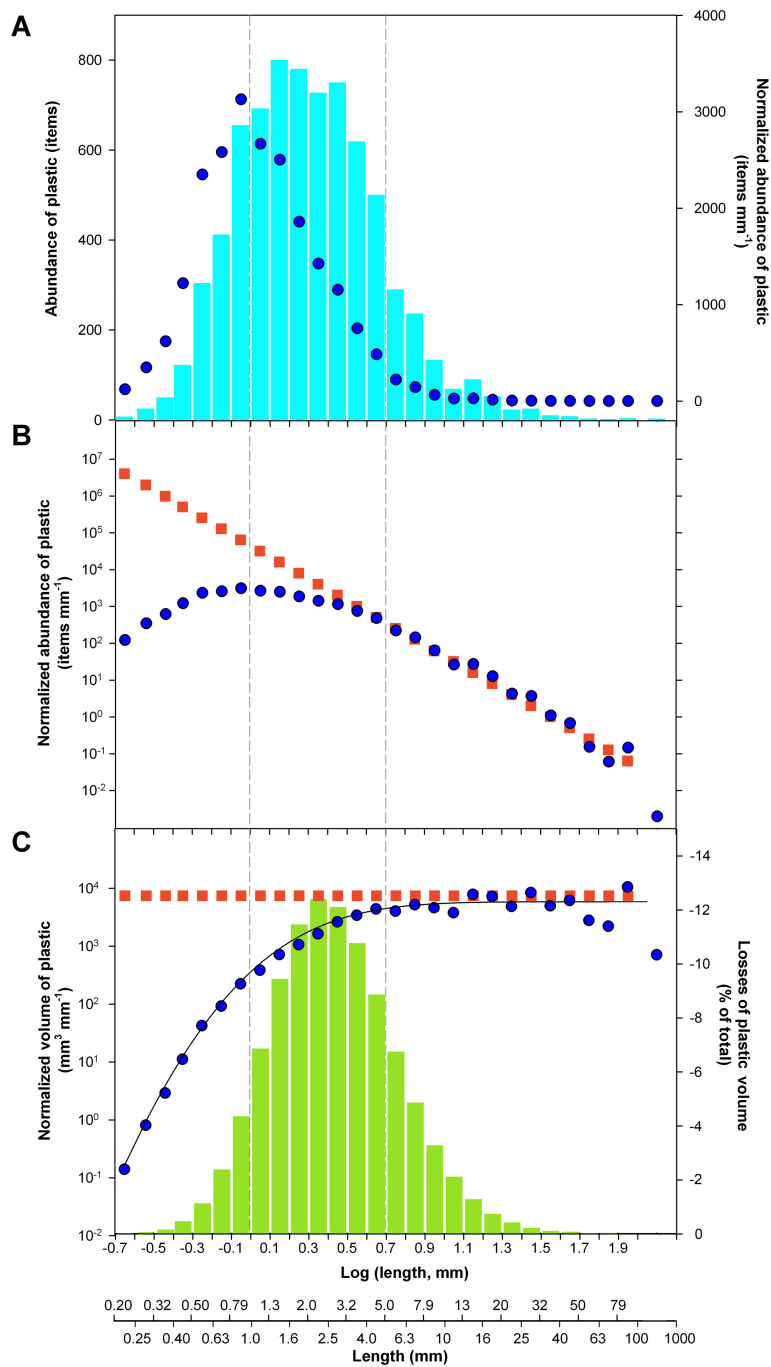 A
Abundance of plastic (items)
800
600
400
200
0
4000
3000
2000
1000
0
Normalized abundance of plastic
(items mm⁻¹)
B
Normalized abundance of plastic
(items mm⁻¹)
10⁷
10⁶
10⁵
10⁴
10³
10²
10¹
10⁰
10⁻¹
10⁻²
C
Normalized volume of plastic
(mm³ mm⁻¹)
10⁴
10³
10²
10¹
10⁰
10⁻¹
10⁻²
-14
-12
-10
-8
-6
-4
-2
0
Losses of plastic volume
(% of total)
-0.7 -0.5 -0.3 -0.1 0.1 0.3 0.5 0.7 0.9 1.1 1.3 1.5 1.7 1.9
Log (length, mm)
0.20 0.32 0.50 0.79 1.3 2.0 3.2 5.0 7.9 13 20 32 50 79
0.25 0.40 0.63 1.0 1.6 2.5 4.0 6.3 10 16 25 40 63 100 1000
Length (mm)